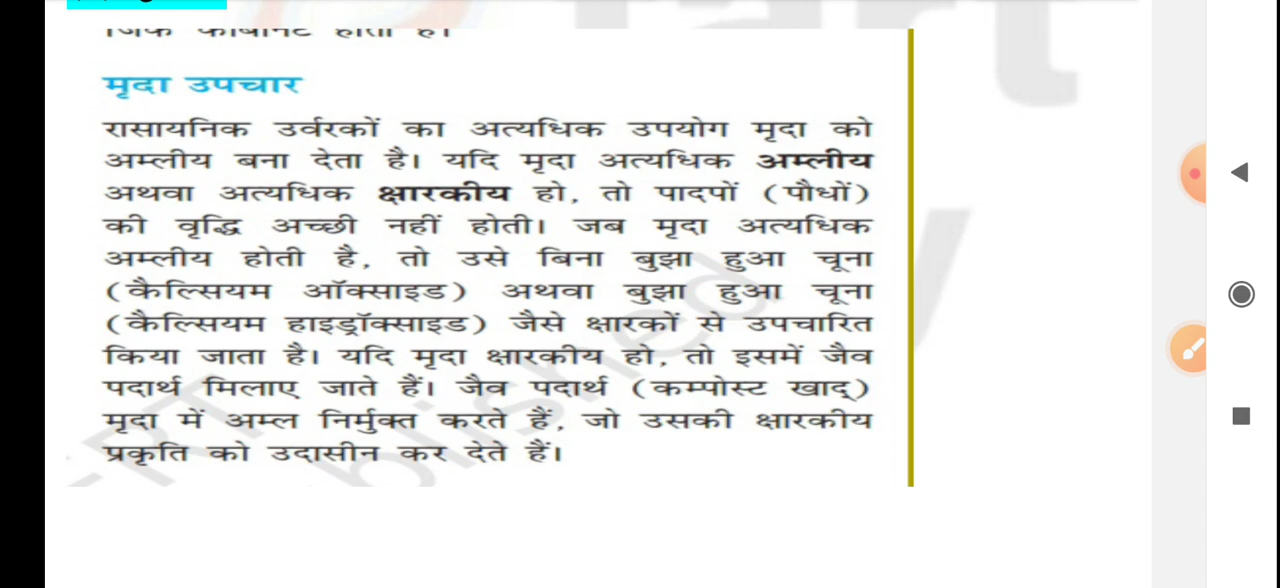 मृदा उपचार
रासायनिक उर्वरकों का अत्यधिक उपयोग मृदा को
अम्लीय बना देता है। यदि मृदा अत्यधिक अम्लीय
अथवा अत्यधिक क्षारकीय हो, तो पादपों (पौधों)
की वृद्धि अच्छी नहीं होती। जब मृदा अत्यधिक
अम्लीय होती है, तो उसे बिना बुझा हुआ चूना
(कैल्सियम ऑक्साइड) अथवा बुझा हुआ चूना
(कैल्सियम हाइड्रॉक्साइड) जैसे क्षारकों से उपचारित
किया जाता है। यदि मृदा क्षारकीय हो, तो इसमें जैव
पदार्थ मिलाए जाते हैं। जैव पदार्थ (कम्पोस्ट खाद्)
मृदा में अम्ल निर्मुक्त करते हैं, जो उसकी क्षारकीय
प्रकृति को उदासीन कर देते हैं।